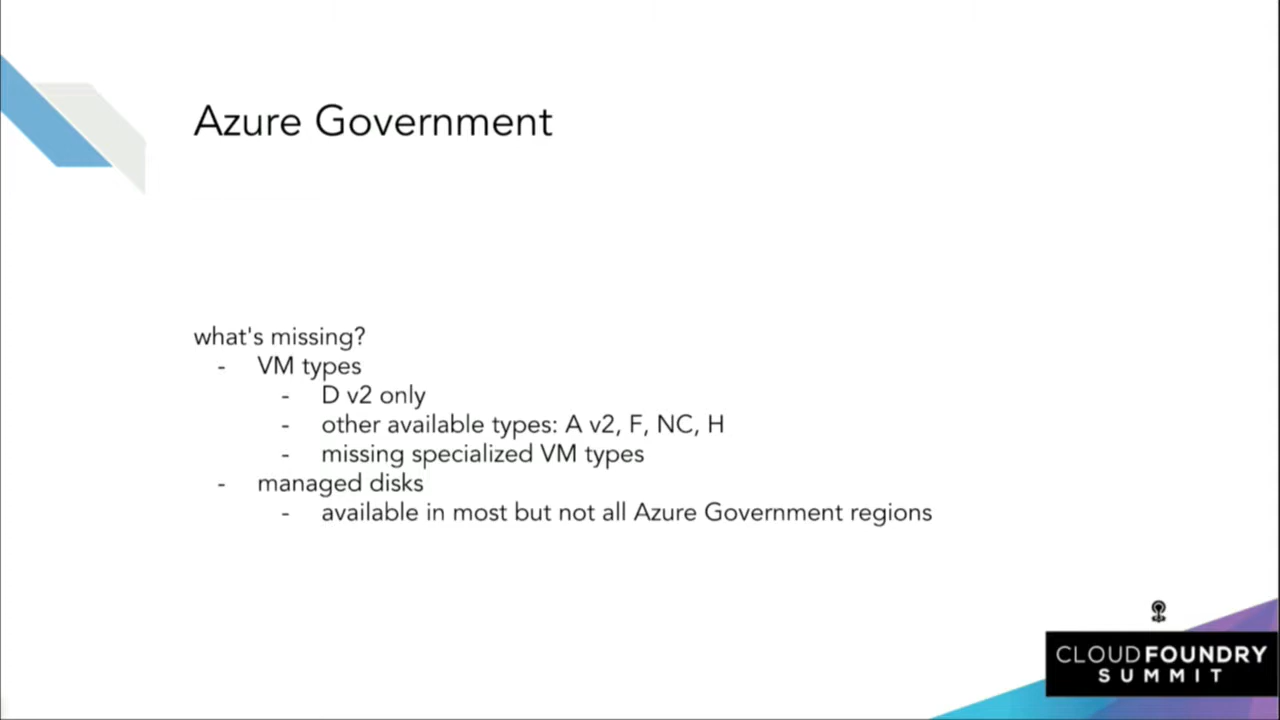 Azure Government
what's missing?
- VM types
- D v2 only
- other available types: A v2, F, NC, H
- missing specialized VM types
- managed disks
- available in most but not all Azure Government regions
CLOUD FOUNDRY
SUMMIT